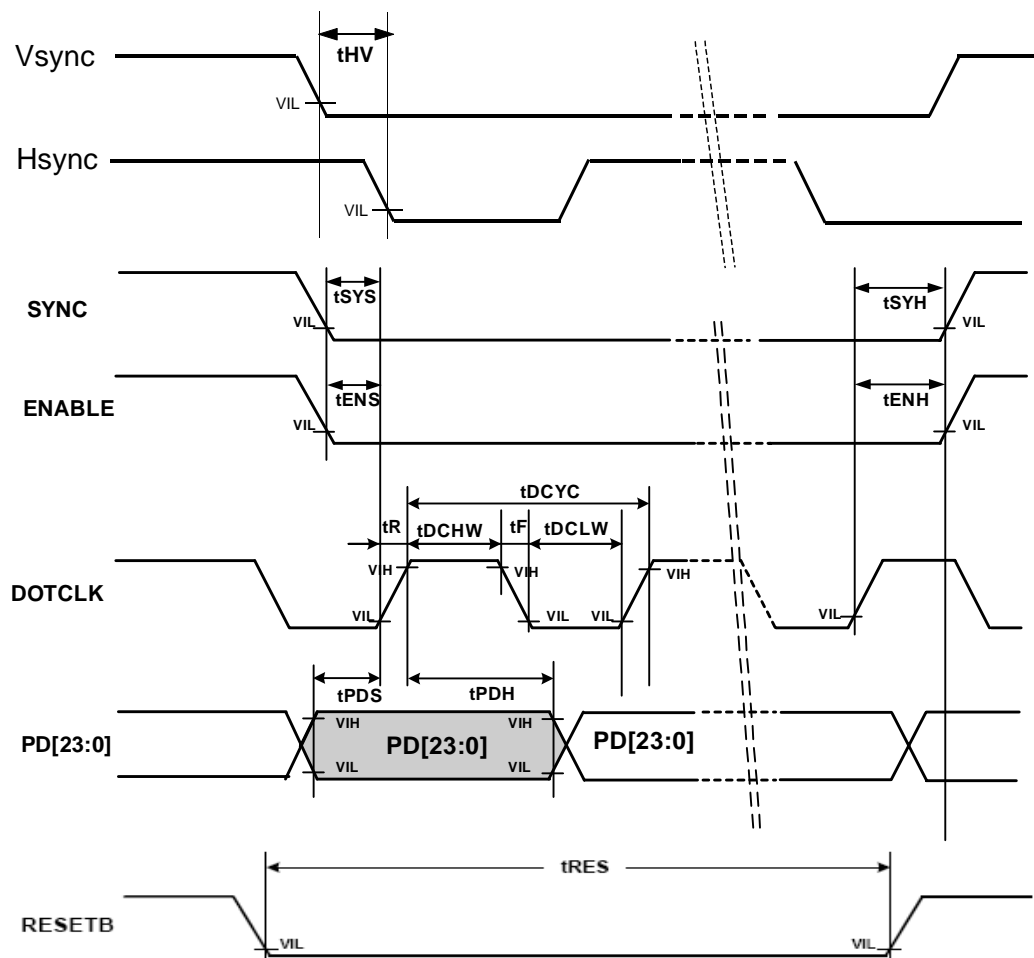 tHV
Vsync
VIL
Hsync
VIL
tSYS
tSYH
SYNC
VIL
VIL
tENS
tENH
ENABLE
VIL
VIL
tDCYC
tR tDCHW tF tDCLW
VIH VIH VIH
DOTCLK
VIL VIL VIL VIL
tPDS tPDH
VIH VIH
PD[23:0] PD[23:0] PD[23:0]
VIL VIL
tRES
RESETB
VIL VIL